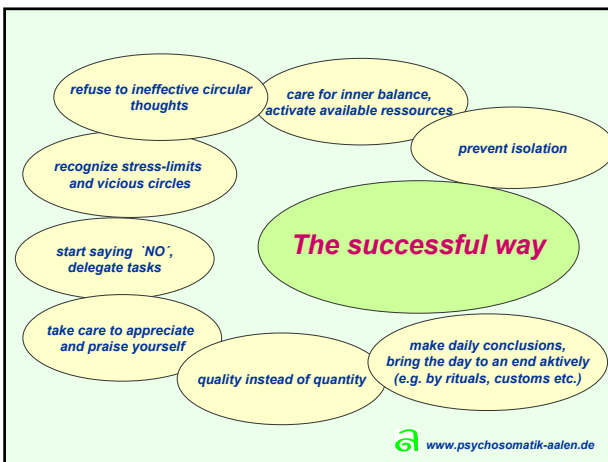 refuse to ineffective circular
thoughts
care for inner balance,
activate available ressources
prevent isolation
recognize stress-limits
and vicious circles
The successful way
start saying `NO´,
delegate tasks
take care to appreciate
and praise yourself
quality instead of quantity
make daily conclusions,
bring the day to an end aktively
(e.g. by rituals, customs etc.)
a www.psychosomatik-aalen.de